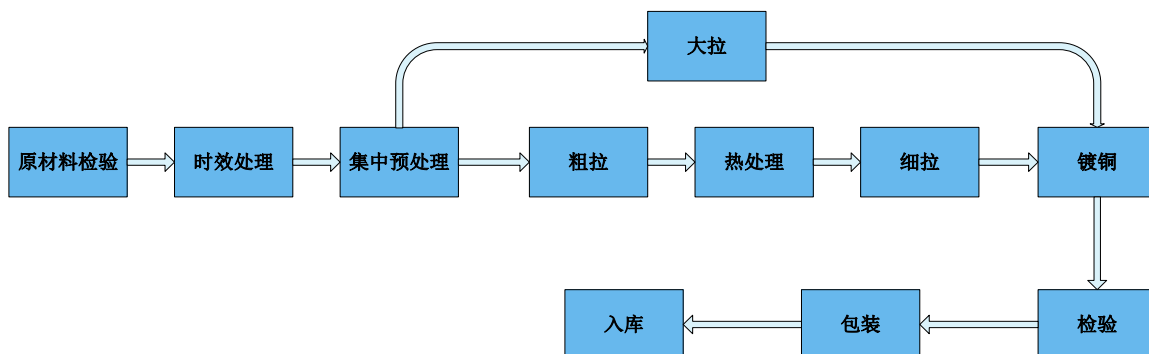 大拉
原材料检验
时效处理
集中预处理
粗拉
热处理
细拉
镀铜
入库
包装
检验